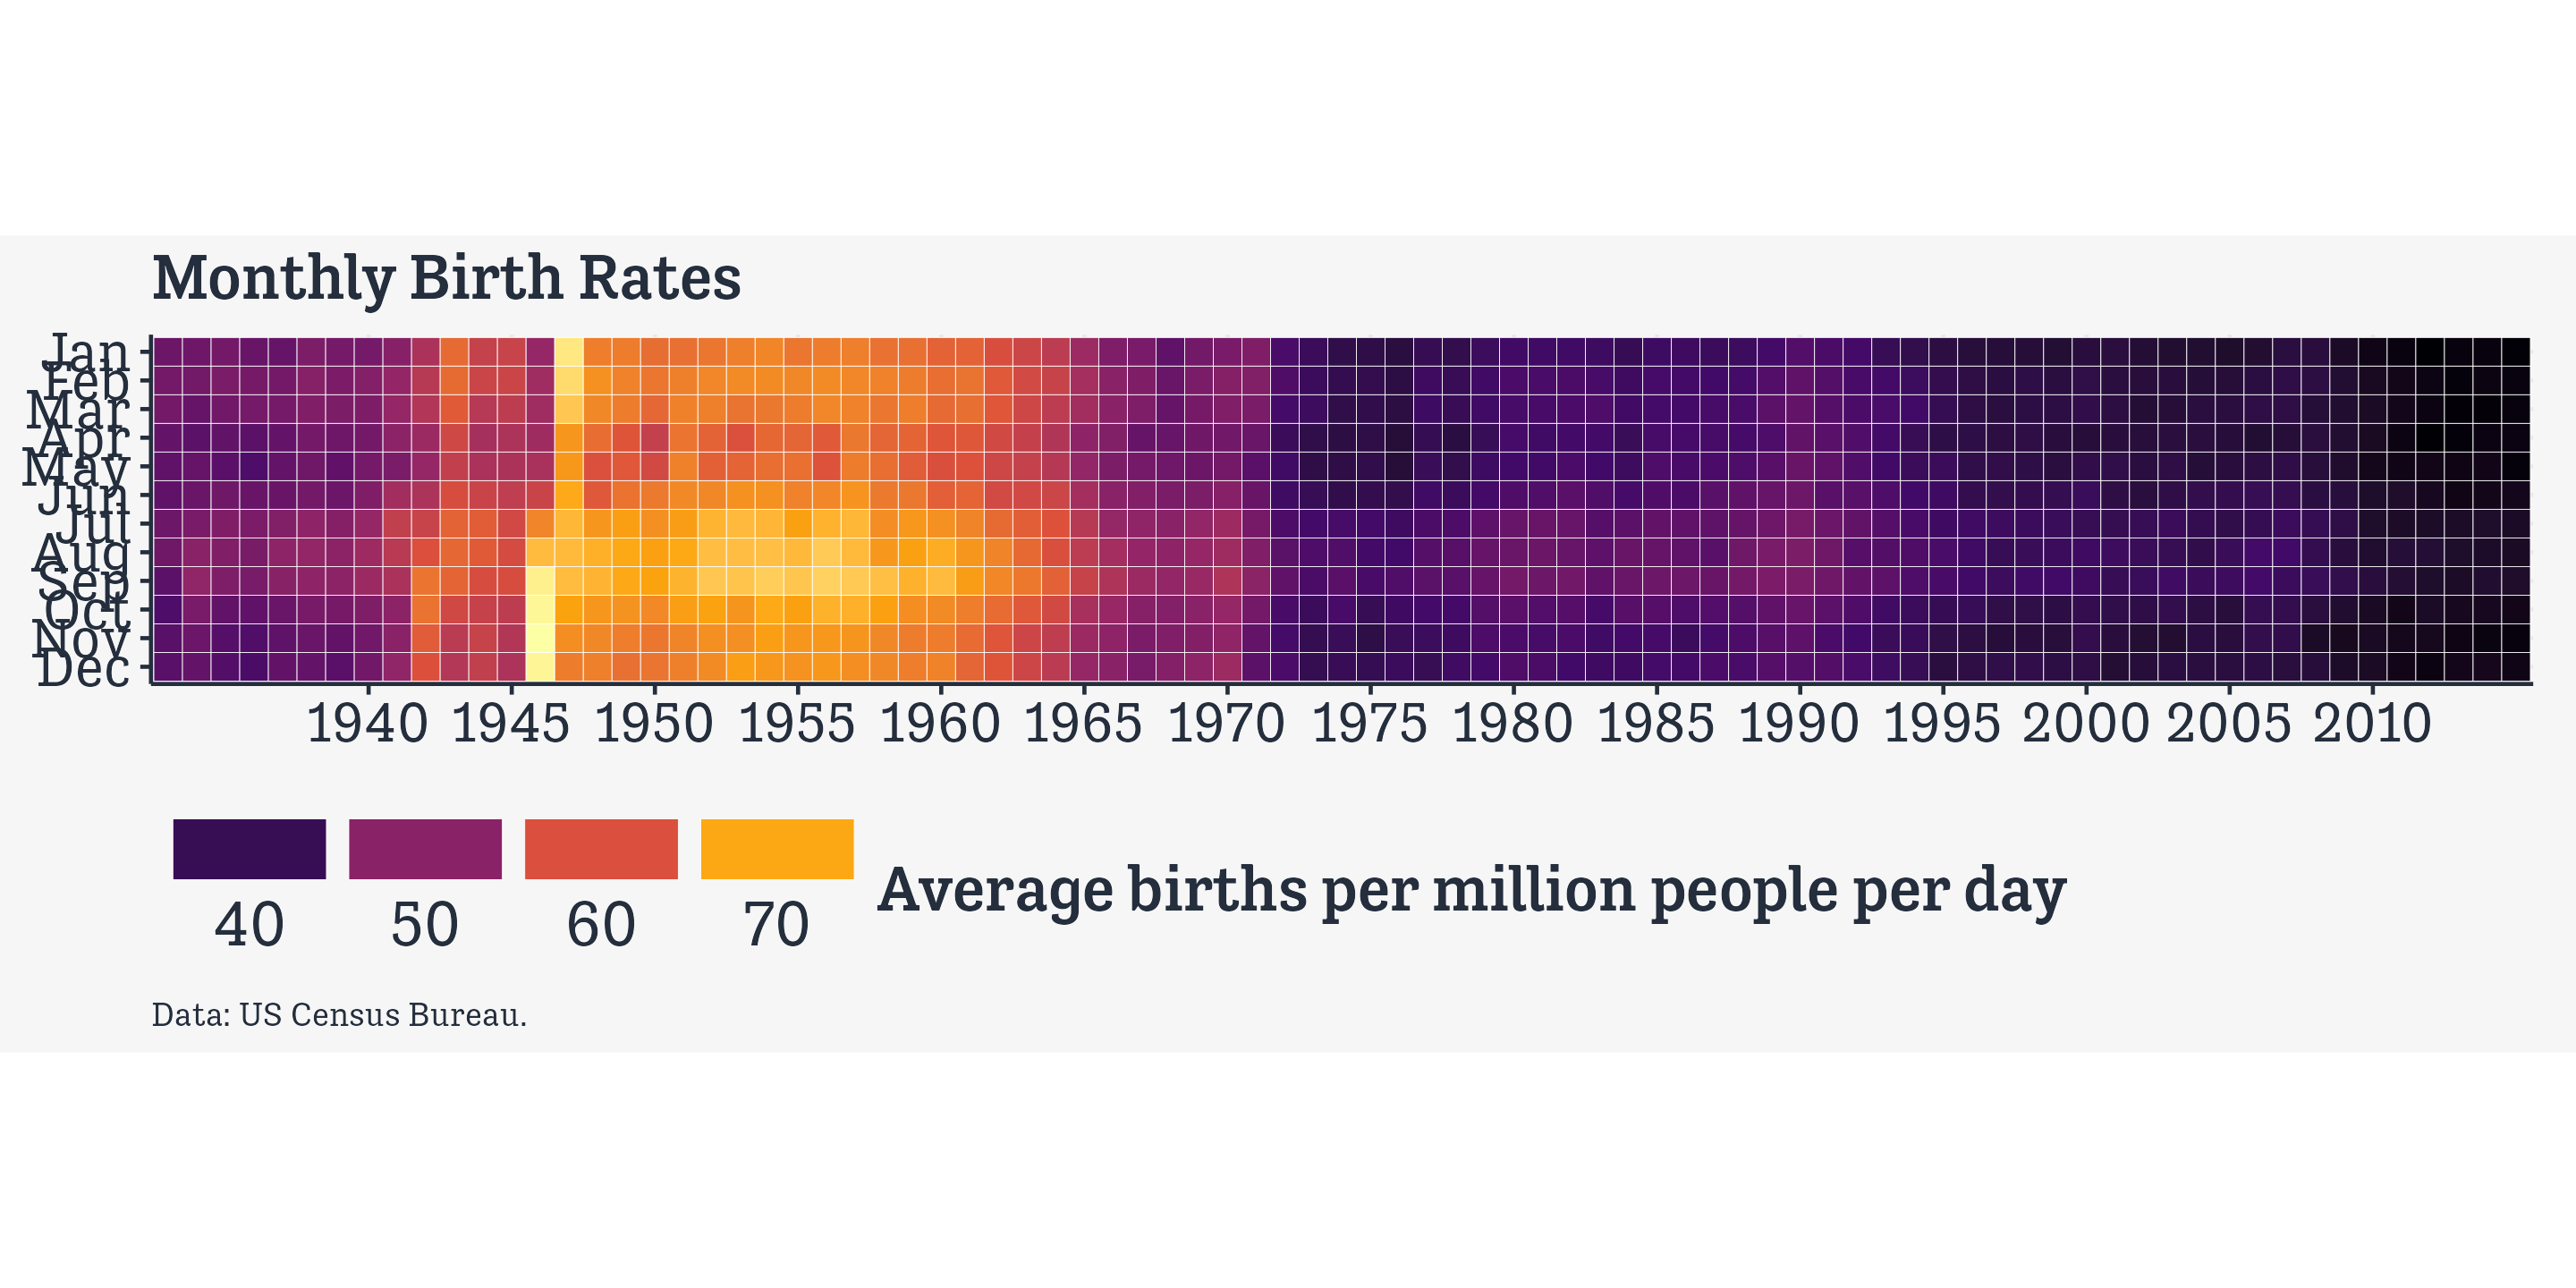 Monthly Birth Rates
Jan
Feb
Mar
Apr
May
Jun
Jul
Aug
Sep
Oct
Nov
Dec
1940 1945 1950 1955 1960 1965 1970 1975 1980 1985 1990 1995 2000 2005 2010
40 50 60 70
Average births per million people per day
Data: US Census Bureau.